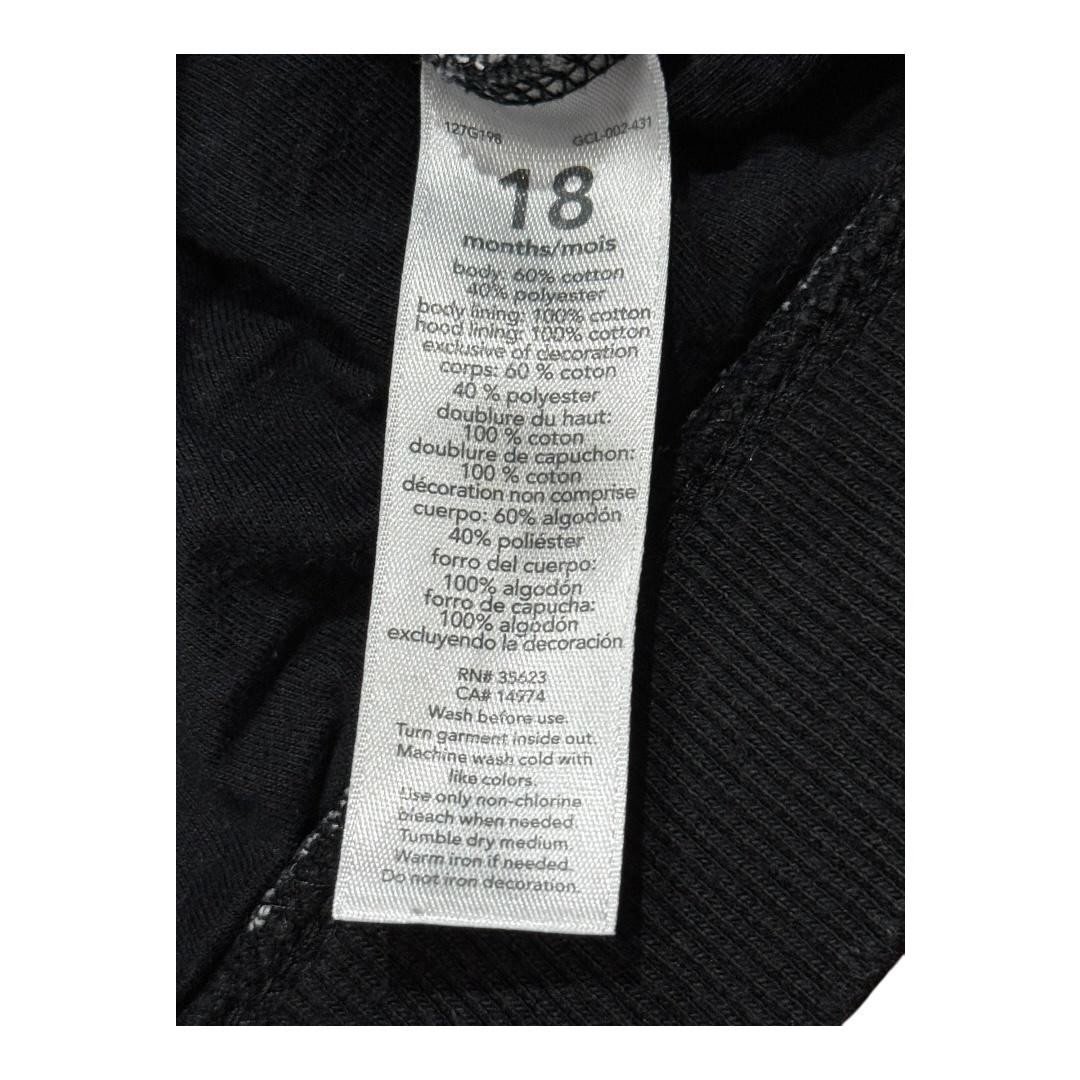 127G198 GCL-002-431
18
months/mois
body: 60% cotton
40% polyester
body lining: 100% cotton
hood lining: 100% cotton
exclusive of decoration
corps: 60 % coton
40 % polyester
doublure du haut:
100 % coton
doublure de capuchon:
100 % coton
décoration non comprise
cuerpo: 60% algodón
40% poliéster
forro del cuerpo:
100% algodón
forro de capucha:
100% algodón
excluyendo la decoración
RN# 35623
CA# 14974
Wash before use.
Turn garment inside out.
Machine wash cold with
like colors.
Use only non-chlorine
bleach when needed.
Tumble dry medium.
Warm iron if needed.
Do not iron decoration.